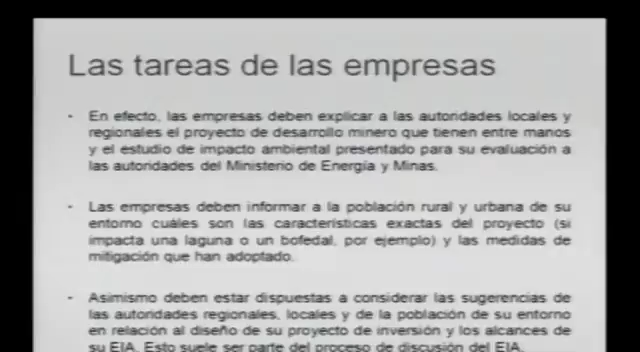 Las tareas de las empresas
- En efecto, las empresas deben explicar a las autoridades locales y
regionales el proyecto de desarrollo minero que tienen entre manos
y el estudio de impacto ambiental presentado para su evaluación a
las autoridades del Ministerio de Energía y Minas.
- Las empresas deben informar a la población rural y urbana de su
entorno cuáles son las características exactas del proyecto (si
impacta una laguna o un bofedal, por ejemplo) y las medidas de
mitigación que han adoptado.
- Asimismo deben estar dispuestas a considerar las sugerencias de
las autoridades regionales, locales y de la población de su entorno
en relación al diseño de su proyecto de inversión y los alcances de
su EIA. Esto suele ser parte del proceso de discusión del EIA.